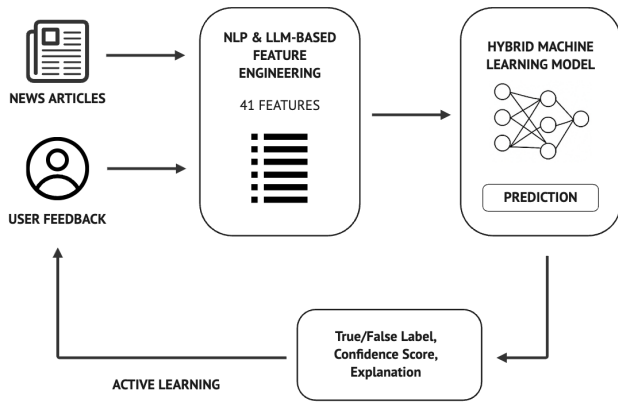 NEWS ARTICLES
USER FEEDBACK
NLP & LLM-BASED
FEATURE
ENGINEERING
41 FEATURES
HYBRID MACHINE
LEARNING MODEL
PREDICTION
True/False Label,
Confidence Score,
Explanation
ACTIVE LEARNING